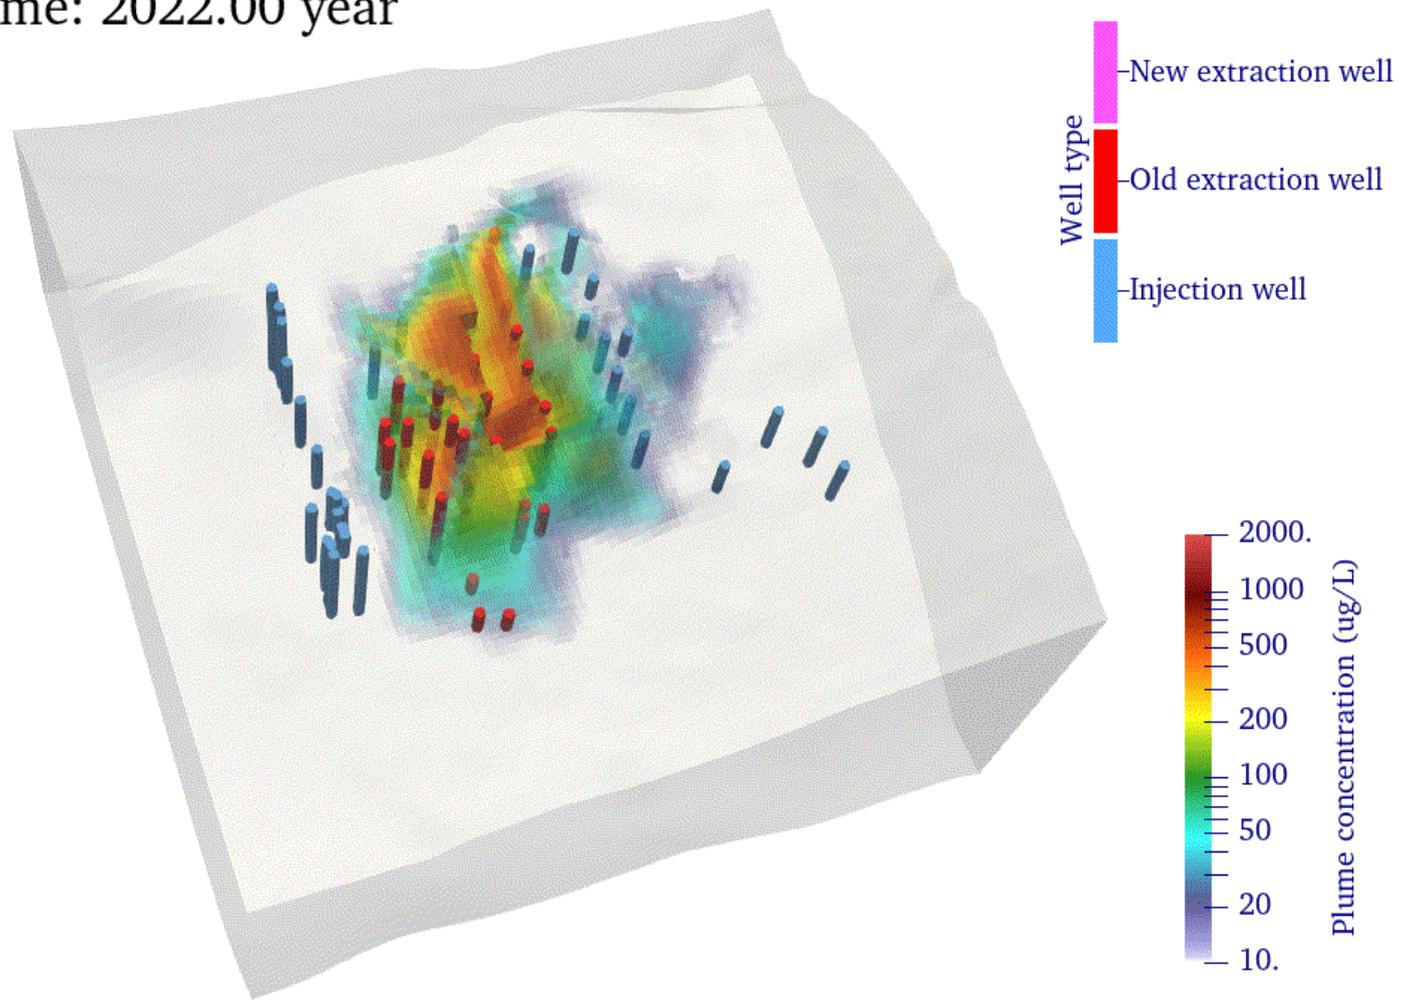 me: 2022.00 year
New extraction well
Old extraction well
Injection well
Well type
2000.
1000
500
200
100
50
20
10.
Plume concentration (ug/L)